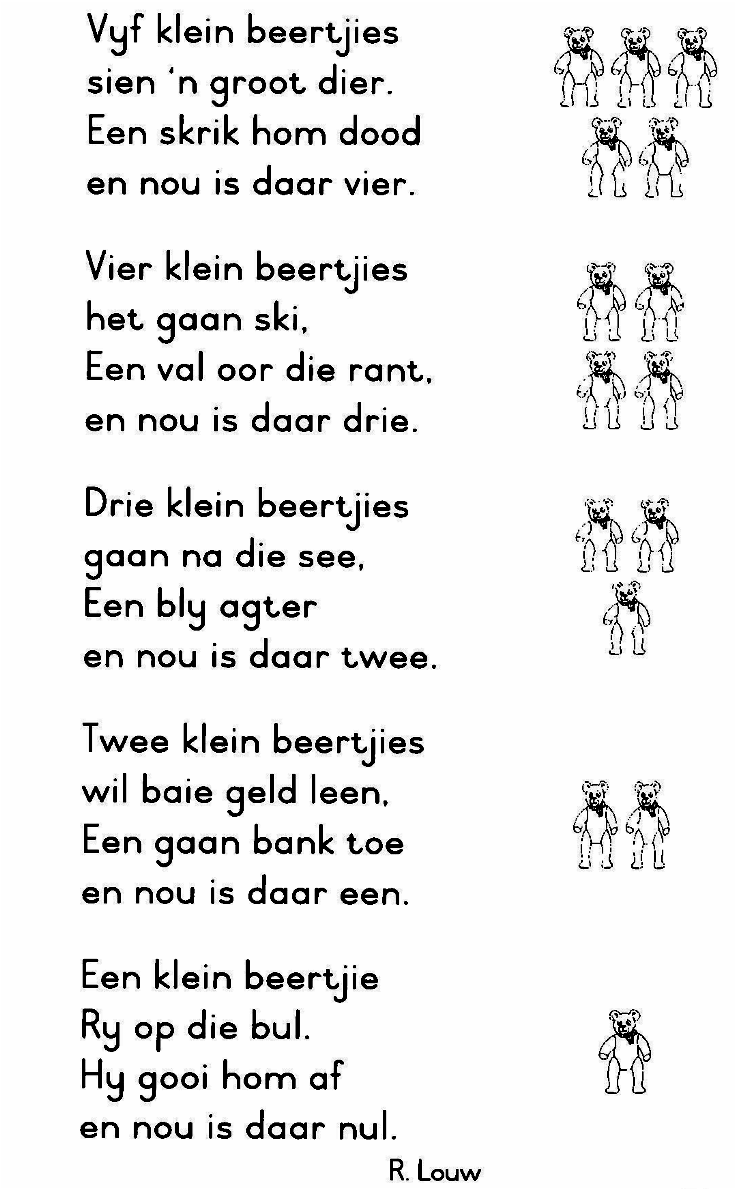 Vyf klein beertjies
sien 'n groot dier.
Een skrik hom dood
en nou is daar vier.
Vier klein beertjies
het gaan ski,
Een val oor die rant,
en nou is daar drie.
Drie klein beertjies
gaan na die see,
Een bly agter
en nou is daar twee.
Twee klein beertjies
wil baie geld leen,
Een gaan bank toe
en nou is daar een.
Een klein beertjie
Ry op die bul.
Hy gooi hom af
en nou is daar nul.
R. Louw